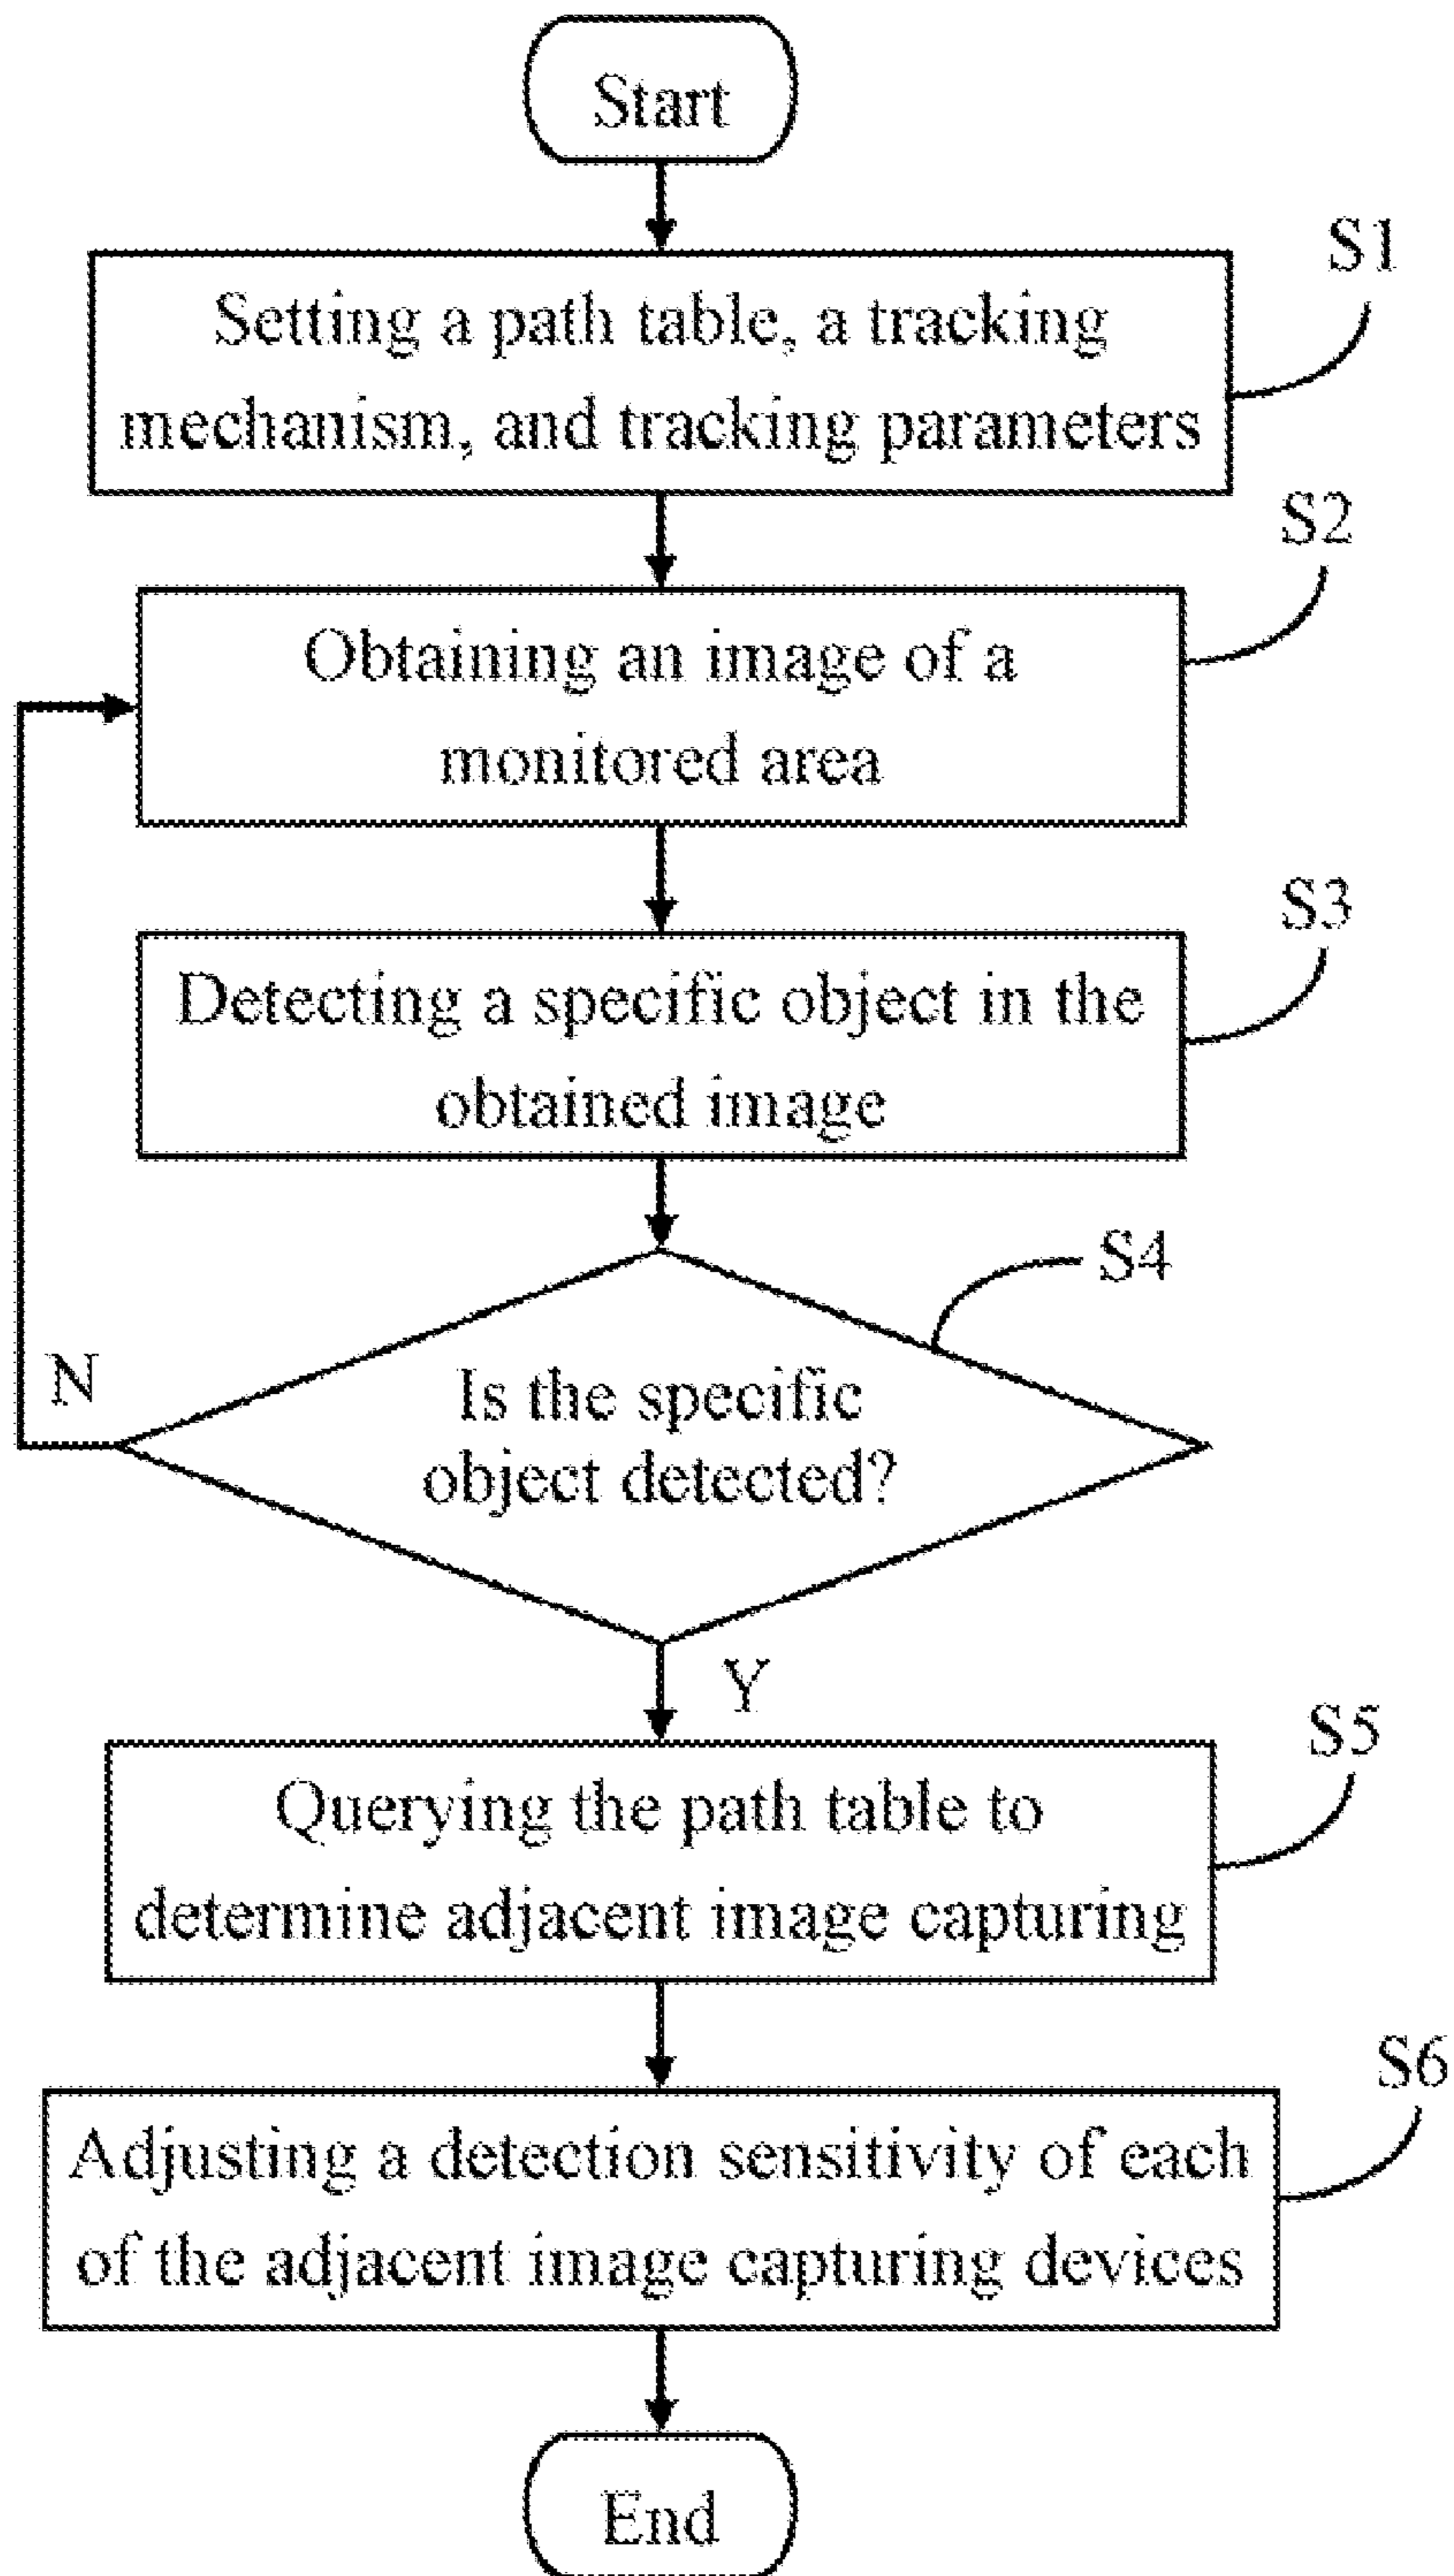 Start
S1
Setting a path table, a tracking
mechanism, and tracking parameters
S2
Obtaining an image of a
monitored area
S3
Detecting a specific object in the
obtained image
S4
N
Is the specific
object detected?
Y
S5
Querying the path table to
determine adjacent image capturing
S6
Adjusting a detection sensitivity of each
of the adjacent image capturing devices
End